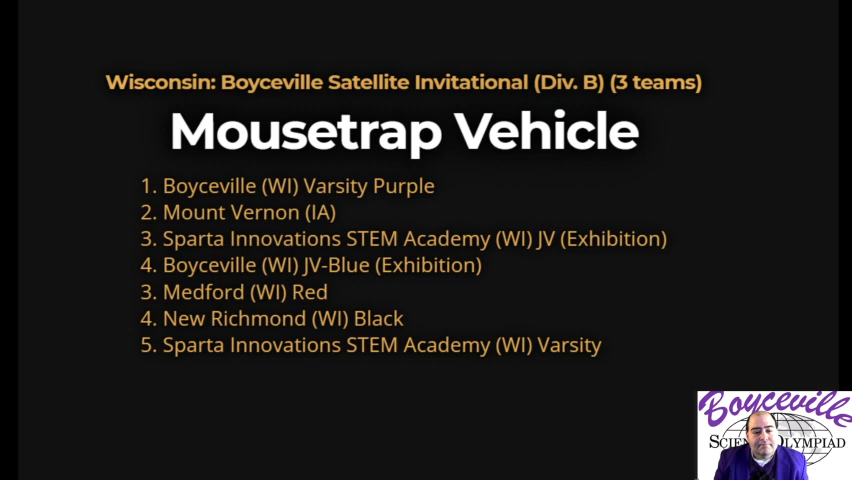 Wisconsin: Boyceville Satellite Invitational (Div. B) (3 teams)
Mousetrap Vehicle
1. Boyceville (WI) Varsity Purple
2. Mount Vernon (IA)
3. Sparta Innovations STEM Academy (WI) JV (Exhibition)
4. Boyceville (WI) JV-Blue (Exhibition)
3. Medford (WI) Red
4. New Richmond (WI) Black
5. Sparta Innovations STEM Academy (WI) Varsity
Boyceville